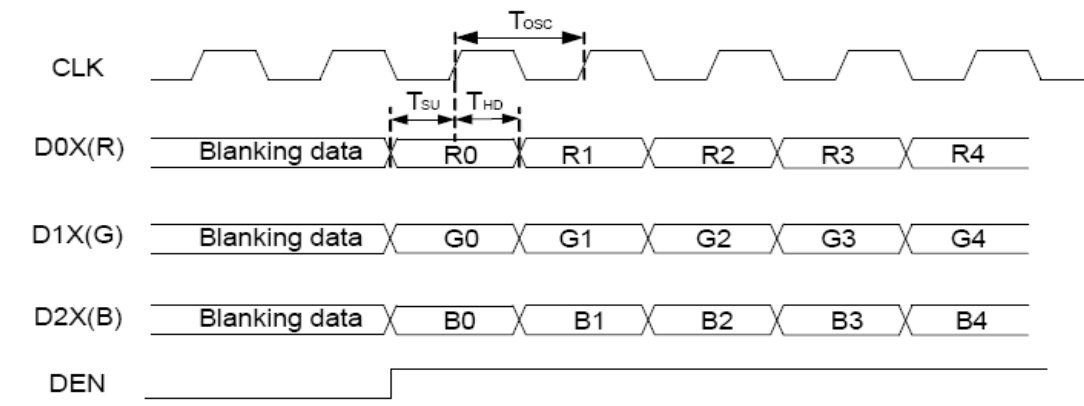 Tosc
CLK
TSU THD
D0X(R) Blanking data R0 R1 R2 R3 R4
D1X(G) Blanking data G0 G1 G2 G3 G4
D2X(B) Blanking data B0 B1 B2 B3 B4
DEN